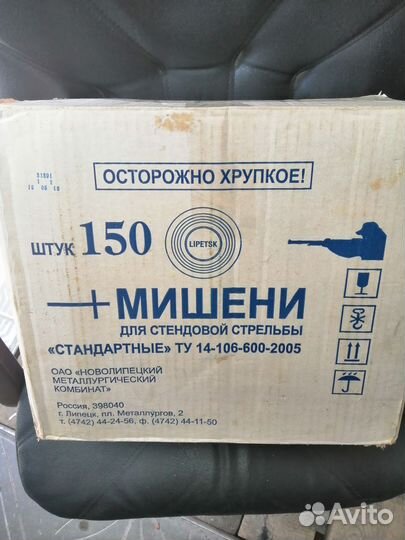 ОСТОРОЖНО ХРУПКОЕ!
ШТУК 150
LIPETSK
МИШЕНИ
ДЛЯ СТЕНДОВОЙ СТРЕЛЬБЫ
«СТАНДАРТНЫЕ» ТУ 14-106-600-2005
ОАО «НОВОЛИПЕЦКИЙ
МЕТАЛЛУРГИЧЕСКИЙ
КОМБИНАТ»
Россия, 398040
г. Липецк, пл. Металлургов, 2
т. (4742) 44-24-56, ф. (4742) 44-11-50
Avito